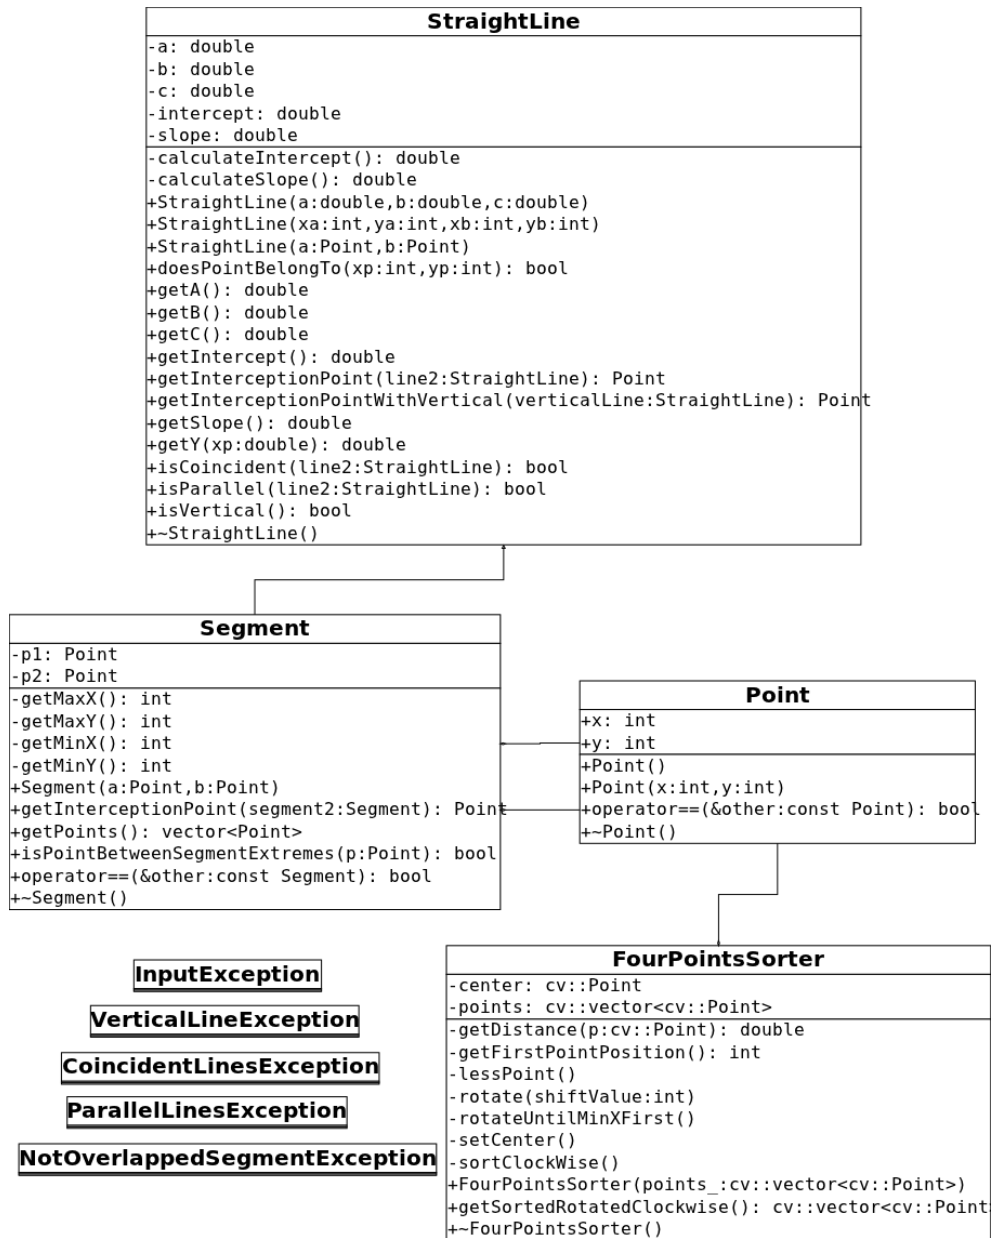 StraightLine
-a: double
-b: double
-c: double
-intercept: double
-slope: double
-calculateIntercept(): double
-calculateSlope(): double
+StraightLine(a:double,b:double,c:double)
+StraightLine(xa:int,ya:int,xb:int,yb:int)
+StraightLine(a:Point,b:Point)
+doesPointBelongTo(xp:int,yp:int): bool
+getA(): double
+getB(): double
+getC(): double
+getIntercept(): double
+getInterceptionPoint(line2:StraightLine): Point
+getInterceptionPointWithVertical(verticalLine:StraightLine): Point
+getSlope(): double
+getY(xp:double): double
+isCoincident(line2:StraightLine): bool
+isParallel(line2:StraightLine): bool
+isVertical(): bool
+~StraightLine()
Segment
-p1: Point
-p2: Point
-getMaxX(): int
-getMaxY(): int
-getMinX(): int
-getMinY(): int
+Segment(a:Point,b:Point)
+getInterceptionPoint(segment2:Segment): Point
+getPoints(): vector<Point>
+isPointBetweenSegmentExtremes(p:Point): bool
+operator==(&other:const Segment): bool
+~Segment()
Point
+x: int
+y: int
+Point()
+Point(x:int,y:int)
+operator==(&other:const Point): bool
+~Point()
InputException
VerticalLineException
CoincidentLinesException
ParallelLinesException
NotOverlappedSegmentException
FourPointsSorter
-center: cv::Point
-points: cv::vector<cv::Point>
-getDistance(p:cv::Point): double
-getFirstPointPosition(): int
-lessPoint()
-rotate(shiftValue:int)
-rotateUntilMinXFirst()
-setCenter()
-sortClockWise()
+FourPointsSorter(points_:cv::vector<cv::Point>)
+getSortedRotatedClockwise(): cv::vector<cv::Point
+~FourPointsSorter()